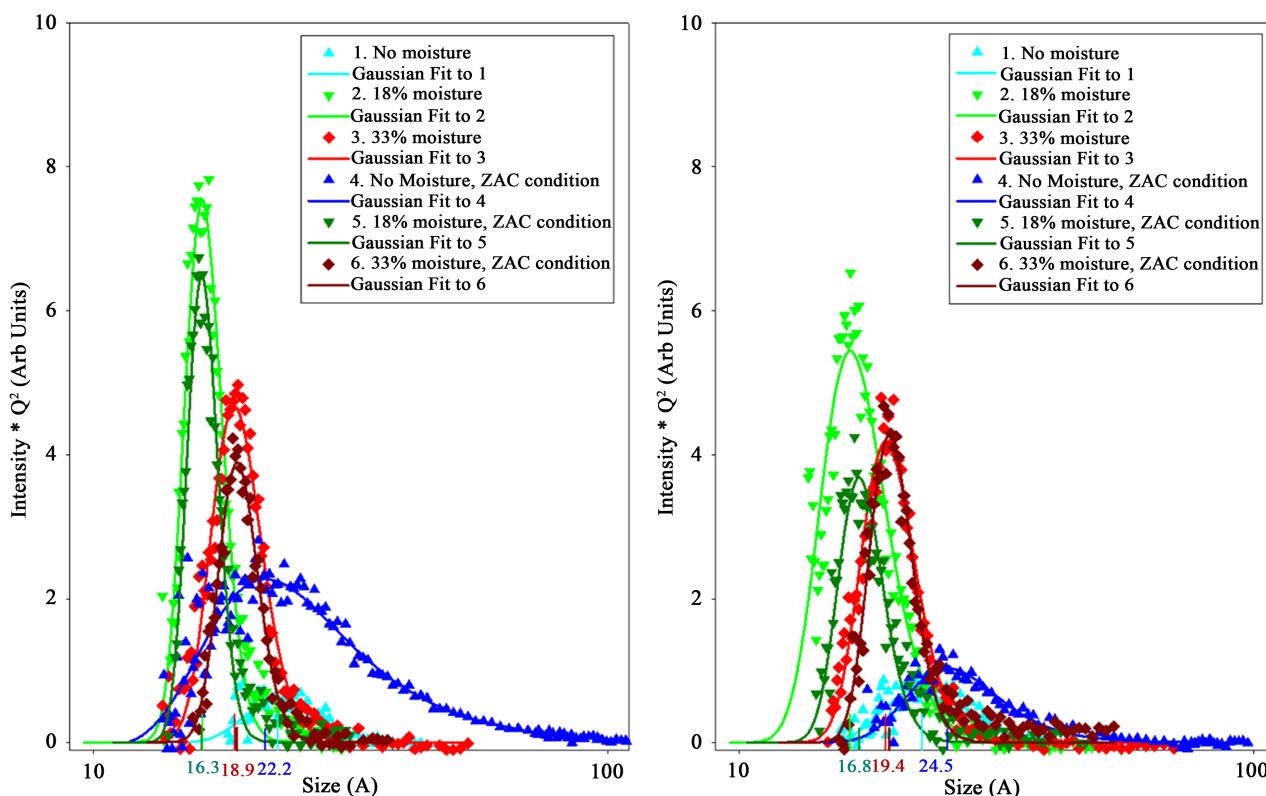 10
8
6
4
2
0
Intensity * Q² (Arb Units)
1. No moisture
Gaussian Fit to 1
2. 18% moisture
Gaussian Fit to 2
3. 33% moisture
Gaussian Fit to 3
4. No Moisture, ZAC condition
Gaussian Fit to 4
5. 18% moisture, ZAC condition
Gaussian Fit to 5
6. 33% moisture, ZAC condition
Gaussian Fit to 6
10
16.3
18.9
22.2
100
Size (A)
10
8
6
4
2
0
Intensity * Q² (Arb Units)
1. No moisture
Gaussian Fit to 1
2. 18% moisture
Gaussian Fit to 2
3. 33% moisture
Gaussian Fit to 3
4. No Moisture, ZAC condition
Gaussian Fit to 4
5. 18% moisture, ZAC condition
Gaussian Fit to 5
6. 33% moisture, ZAC condition
Gaussian Fit to 6
10
16.8
19.4
24.5
100
Size (A)